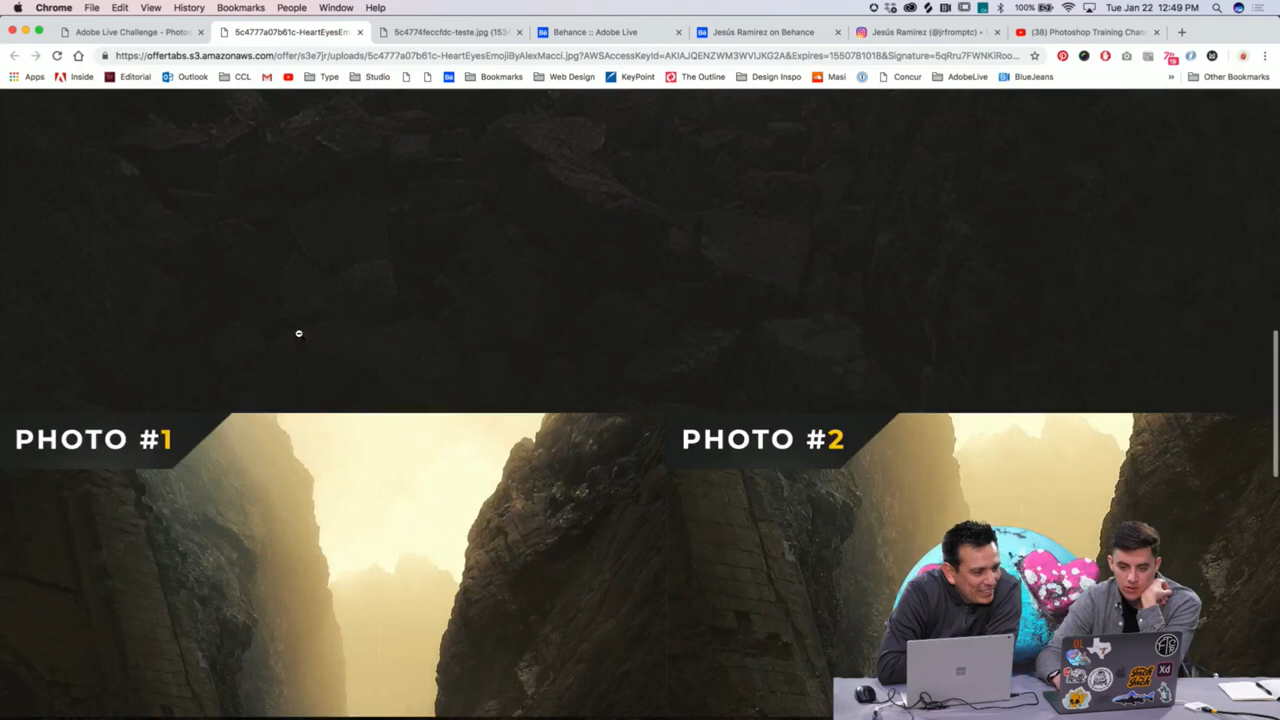 Chrome File Edit View History Bookmarks People Window Help
100% Tue Jan 22 12:49 PM
Adobe Live Challenge - Photos
5c4777a07b61c-HeartEyesEm
5c4774feccfdc-teste.jpg (153
Behance :: Adobe Live
Jesús Ramirez on Behance
Jesús Ramirez (@jrfromptc) •
(38) Photoshop Training Chan
https://offertabs.s3.amazonaws.com/offer/s3e7jr/uploads/5c4777a07b61c-HeartEyesEmojiByAlexMacci.jpg?AWSAccessKeyId=AKIAJQENZWM3WVIJKG2A&Expires=1550781018&Signature=5qRru7FWNKiRoo...
Apps Inside Editorial Outlook CCL Type Studio Bookmarks Web Design KeyPoint The Outline Design Inspo Masi Concur AdobeLive BlueJeans » Other Bookmarks
PHOTO #1
PHOTO #2
Xd